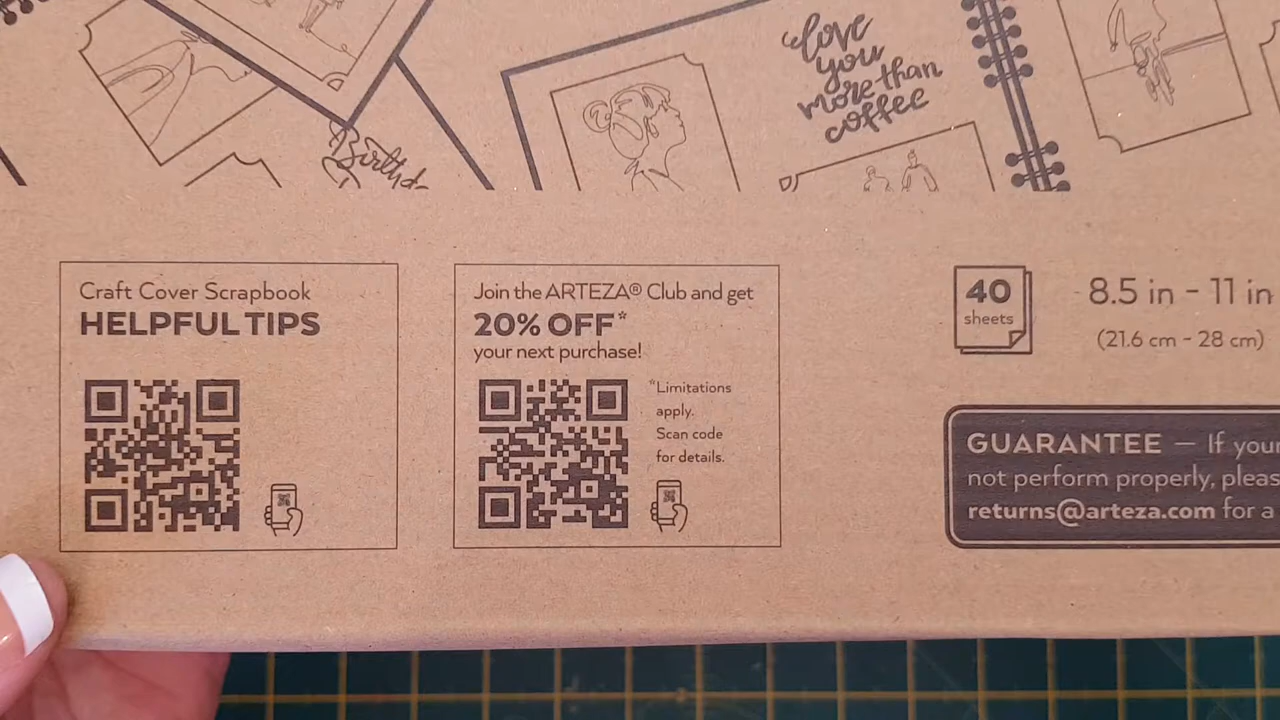 love
you
more than
coffee
Birthd
Craft Cover Scrapbook
HELPFUL TIPS
Join the ARTEZA® Club and get
20% OFF*
your next purchase!
*Limitations
apply.
Scan code
for details.
40
sheets
8.5 in - 11 in
(21.6 cm - 28 cm)
GUARANTEE — If your
not perform properly, pleas
returns@arteza.com for a